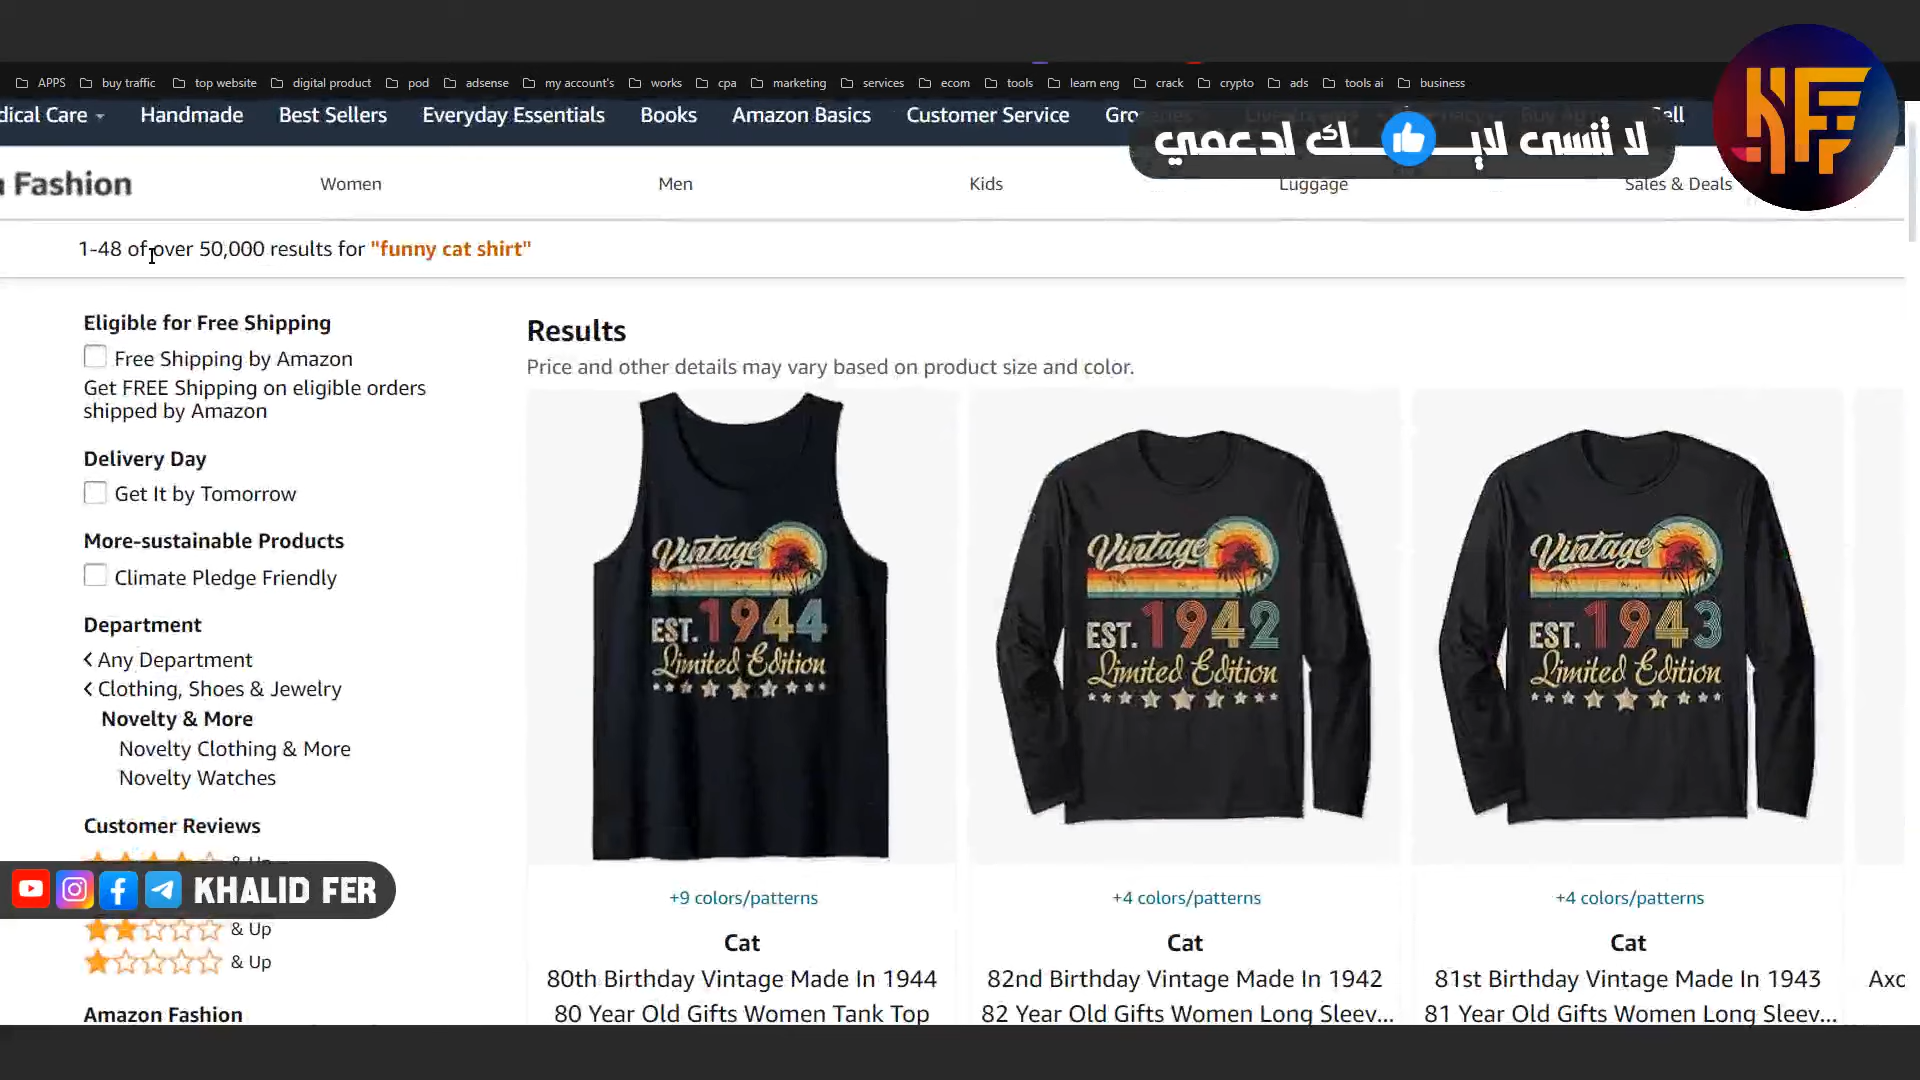 APPS buy traffic top website digital product pod adsense my account's works cpa marketing services ecom tools learn eng crack crypto ads tools ai business
dical Care Handmade Best Sellers Everyday Essentials Books Amazon Basics Customer Service Gro
لا تنسى لايـــك لدعمي
KF
Fashion Women Men Kids Luggage Sales & Deals
1-48 of over 50,000 results for "funny cat shirt"
Eligible for Free Shipping
Free Shipping by Amazon
Get FREE Shipping on eligible orders
shipped by Amazon
Delivery Day
Get It by Tomorrow
More-sustainable Products
Climate Pledge Friendly
Department
Any Department
Clothing, Shoes & Jewelry
Novelty & More
Novelty Clothing & More
Novelty Watches
Customer Reviews
& Up
KHALID FER
& Up
& Up
Amazon Fashion
Results
Price and other details may vary based on product size and color.
Vintage
EST. 1944
Limited Edition
+9 colors/patterns
Cat
80th Birthday Vintage Made In 1944
80 Year Old Gifts Women Tank Top
Vintage
EST. 1942
Limited Edition
+4 colors/patterns
Cat
82nd Birthday Vintage Made In 1942
82 Year Old Gifts Women Long Sleev...
Vintage
EST. 1943
Limited Edition
+4 colors/patterns
Cat
81st Birthday Vintage Made In 1943
81 Year Old Gifts Women Long Sleev...
Axo